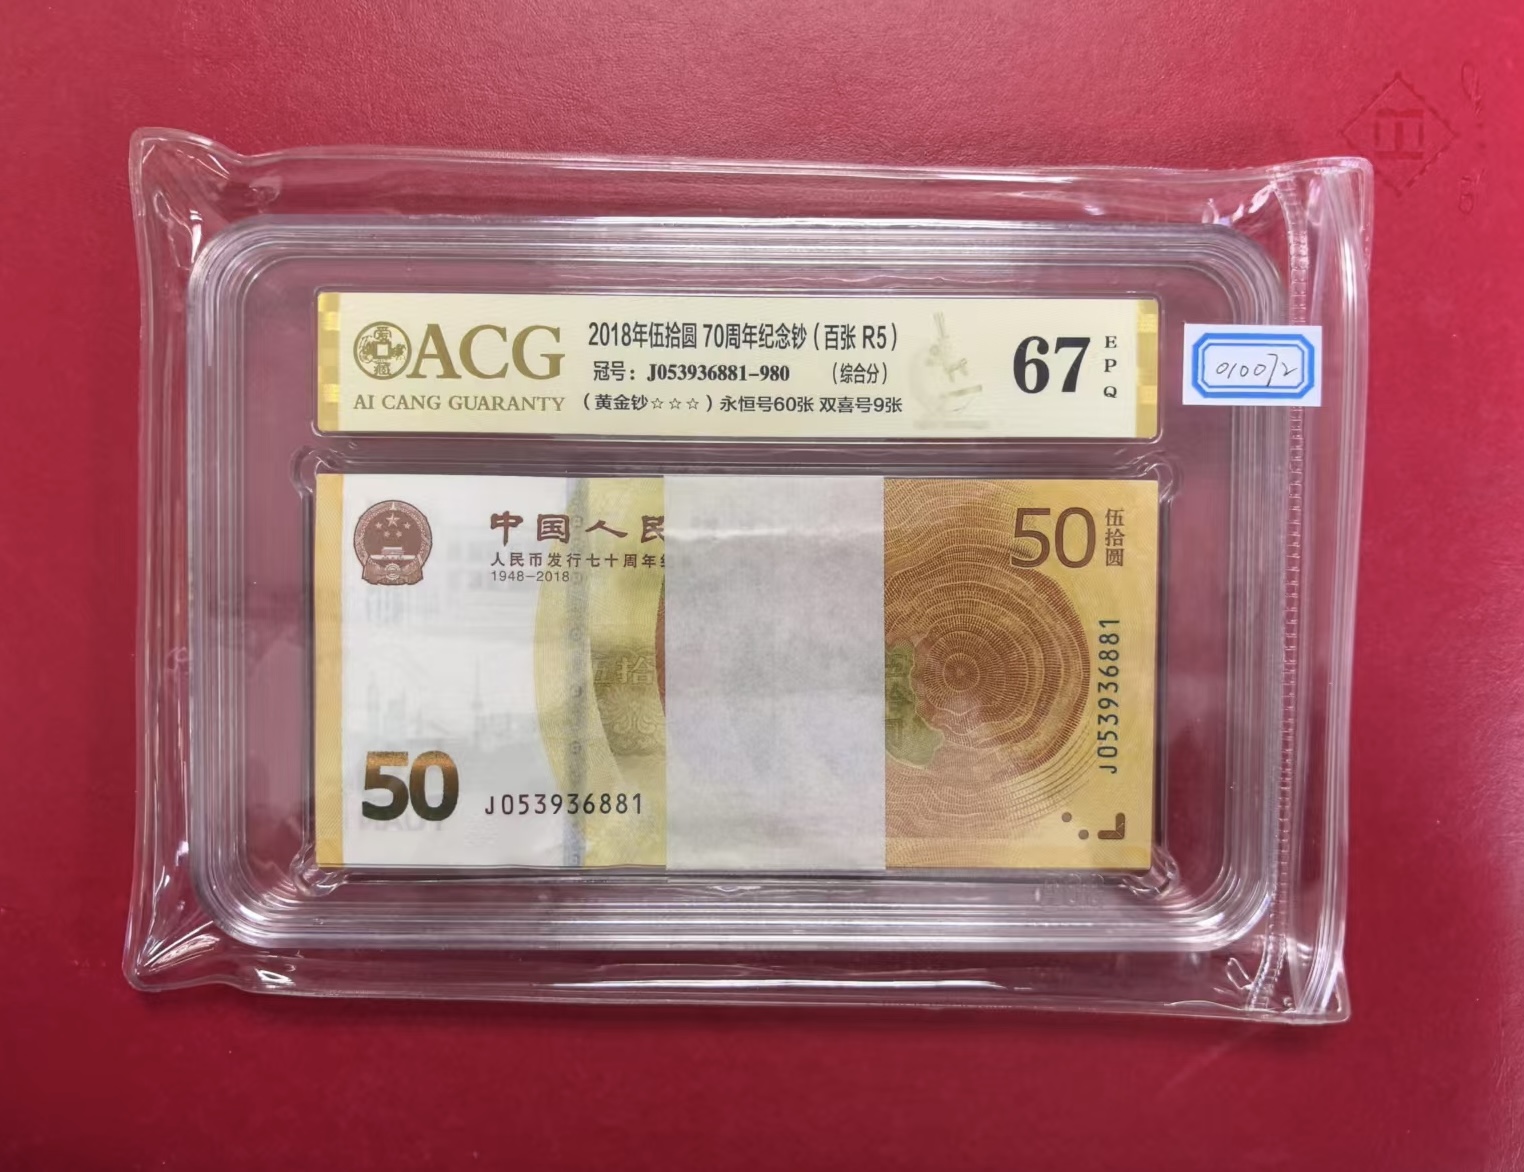 ACG
AI CANG GUARANTY
2018年伍拾圆 70周年纪念钞（百张 R5）
冠号：J053936881-980 （综合分）
（黄金钞☆☆☆）永恒号60张 双喜号9张
67
EPQ
010072
中国人民
人民币发行七十周年
1948-2018
50
伍拾圆
伍拾
J053936881
50
J053936881